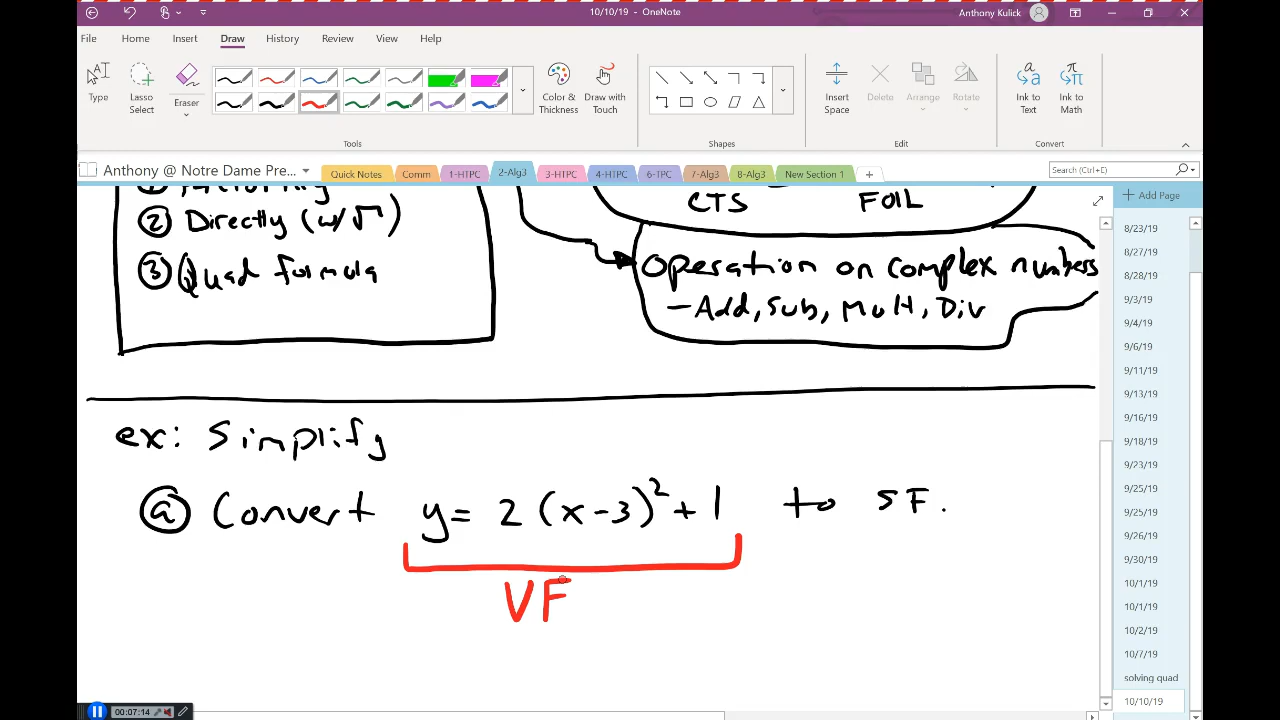 10/10/19 - OneNote
Anthony Kulick
File Home Insert Draw History Review View Help
Type
Lasso Select
Eraser
Color & Thickness
Draw with Touch
Insert Space
Delete
Arrange
Rotate
Ink to Text
Ink to Math
Tools
Shapes
Edit
Convert
Anthony @ Notre Dame Pre...
Quick Notes Comm 1-HTPC 2-Alg3 3-HTPC 4-HTPC 6-TPC 7-Alg3 8-Alg3 New Section 1 +
Search (Ctrl+E)
+ Add Page
8/23/19
8/27/19
8/28/19
9/3/19
9/4/19
9/6/19
9/11/19
9/13/19
9/16/19
9/18/19
9/23/19
9/25/19
9/25/19
9/26/19
9/30/19
10/1/19
10/1/19
10/2/19
10/7/19
solving quad
10/10/19
① Factoring
② Directly (w/√)
③ Quad formula
CTS FOIL
Operation on complex numbers
- Add, Sub, Mult, Div
ex: Simplify
ⓐ Convert y = 2 (x-3)² + 1 to SF.
VF
00:07:14